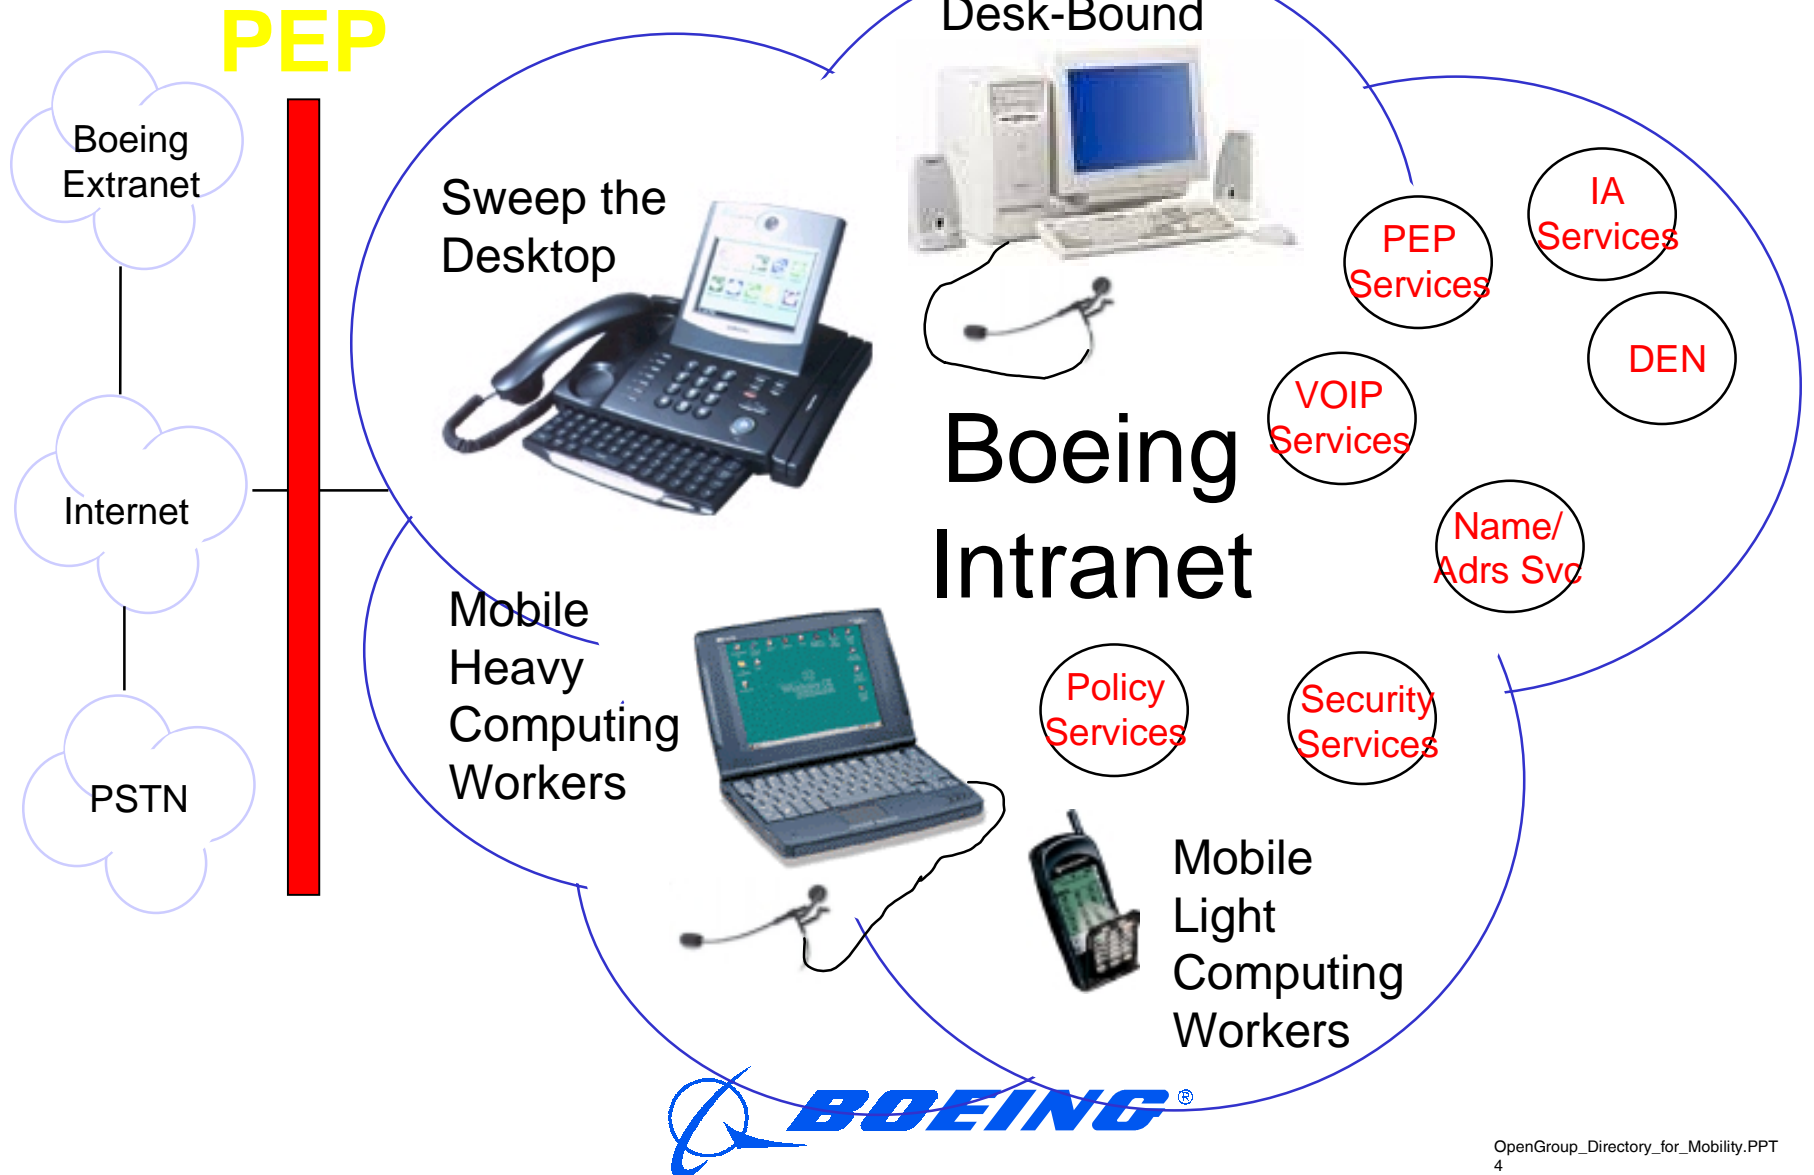 PEP
Desk-Bound
Boeing
Extranet
Sweep the
Desktop
IA
Services
PEP
Services
DEN
VOIP
Services
Boeing
Intranet
Internet
Name/
Adrs Svc
Mobile
Heavy
Computing
Workers
Policy
Services
Security
Services
PSTN
Mobile
Light
Computing
Workers
BOEING®
OpenGroup_Directory_for_Mobility.PPT
4